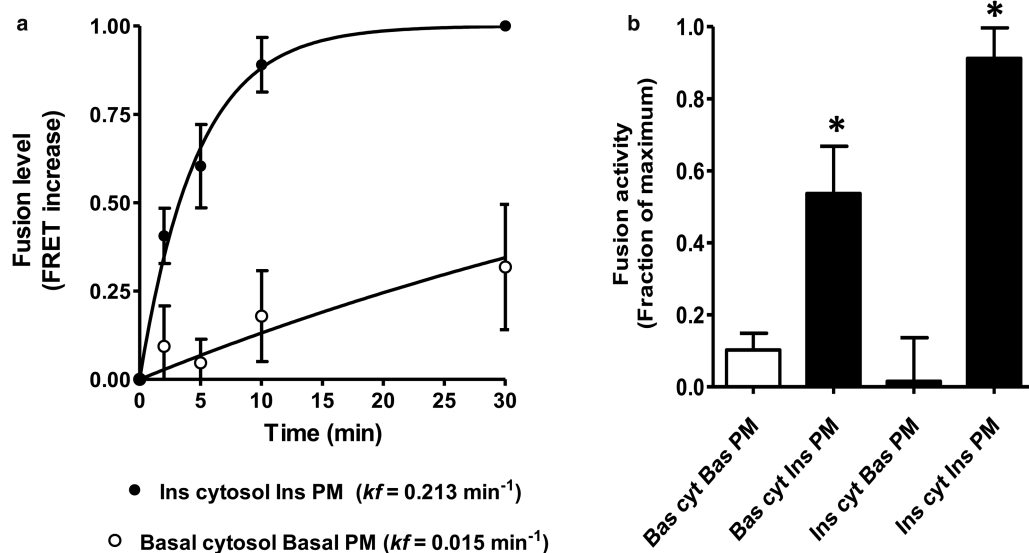 a
Fusion level
(FRET increase)
1.00
0.75
0.50
0.25
0.00
0 5 10 15 20 25 30
Time (min)
● Ins cytosol Ins PM (kf = 0.213 min⁻¹)
○ Basal cytosol Basal PM (kf = 0.015 min⁻¹)
b
Fusion activity
(Fraction of maximum)
1.0
0.8
0.6
0.4
0.2
0.0
*
*
Bas cyt Bas PM
Bas cyt Ins PM
Ins cyt Bas PM
Ins cyt Ins PM